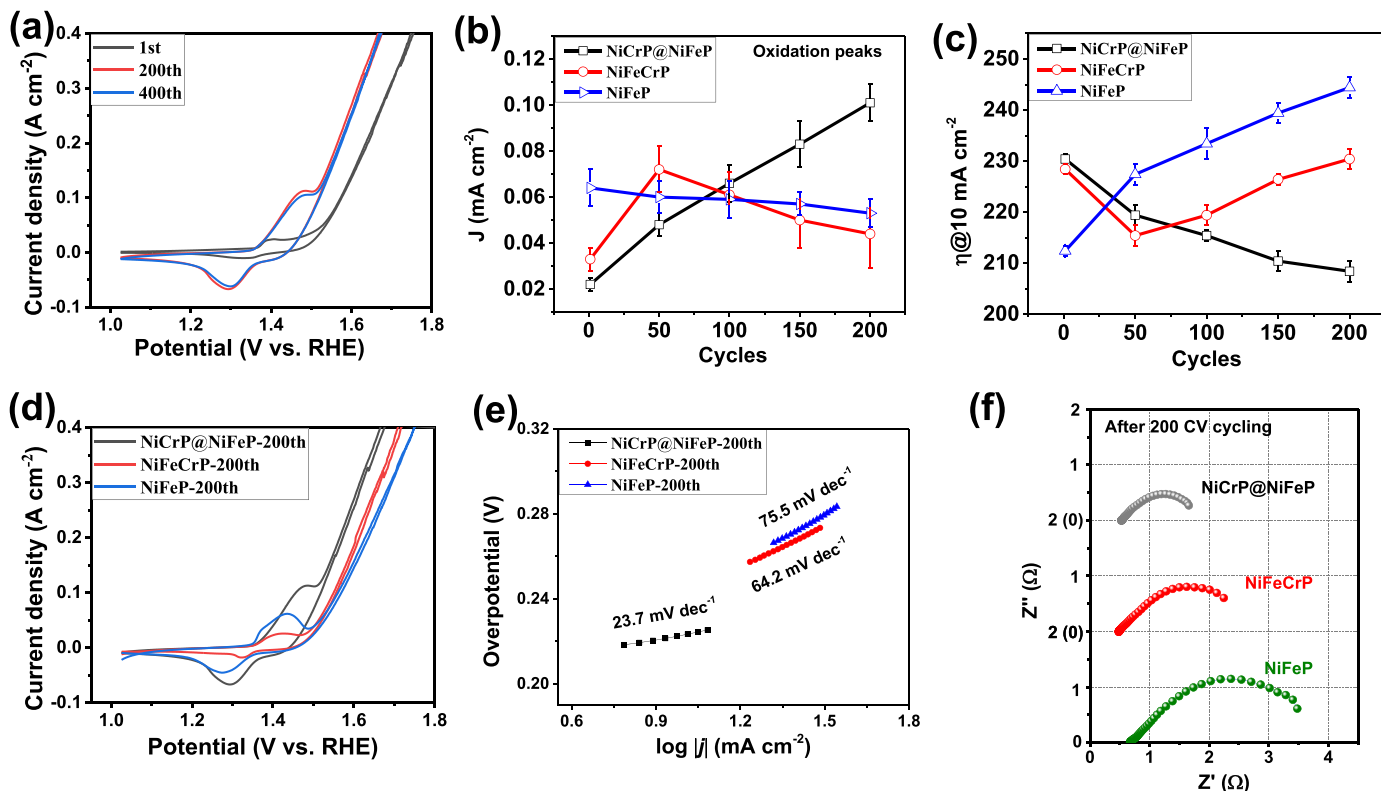 (a)
1st
200th
400th
Current density (A cm⁻²)
0.4
0.3
0.2
0.1
0.0
-0.1
1.0
1.2
1.4
1.6
1.8
Potential (V vs. RHE)
(b)
NiCrP@NiFeP
NiFeCrP
NiFeP
Oxidation peaks
J (mA cm⁻²)
0.12
0.10
0.08
0.06
0.04
0.02
0
50
100
150
200
Cycles
(c)
NiCrP@NiFeP
NiFeCrP
NiFeP
η@10 mA cm⁻²
250
240
230
220
210
200
0
50
100
150
200
Cycles
(d)
NiCrP@NiFeP-200th
NiFeCrP-200th
NiFeP-200th
Current density (A cm⁻²)
0.4
0.3
0.2
0.1
0.0
-0.1
1.0
1.2
1.4
1.6
1.8
Potential (V vs. RHE)
(e)
NiCrP@NiFeP-200th
NiFeCrP-200th
NiFeP-200th
Overpotential (V)
0.32
0.28
0.24
0.20
75.5 mV dec⁻¹
64.2 mV dec⁻¹
23.7 mV dec⁻¹
0.6
0.9
1.2
1.5
1.8
log |j| (mA cm⁻²)
(f)
After 200 CV cycling
NiCrP@NiFeP
NiFeCrP
NiFeP
Z'' (Ω)
2
1
2 (0)
1
2 (0)
1
0
0
1
2
3
4
Z' (Ω)